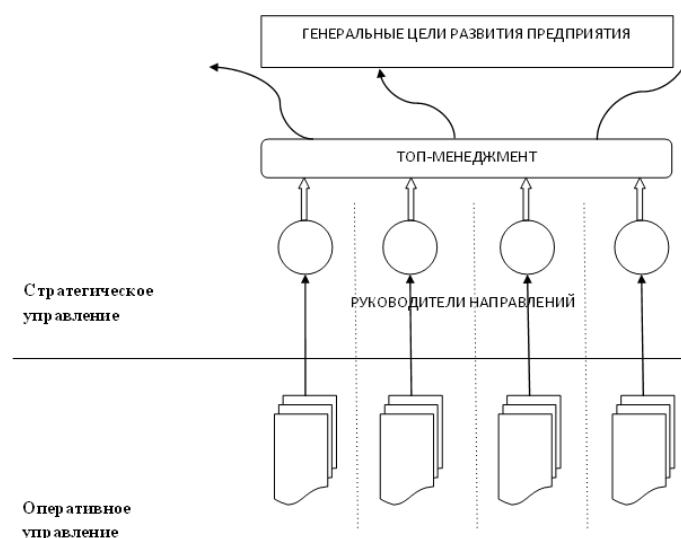 ГЕНЕРАЛЬНЫЕ ЦЕЛИ РАЗВИТИЯ ПРЕДПРИЯТИЯ
ТОП-МЕНЕДЖМЕНТ
Стратегическое
управление
РУКОВОДИТЕЛИ НАПРАВЛЕНИЙ
Оперативное
управление